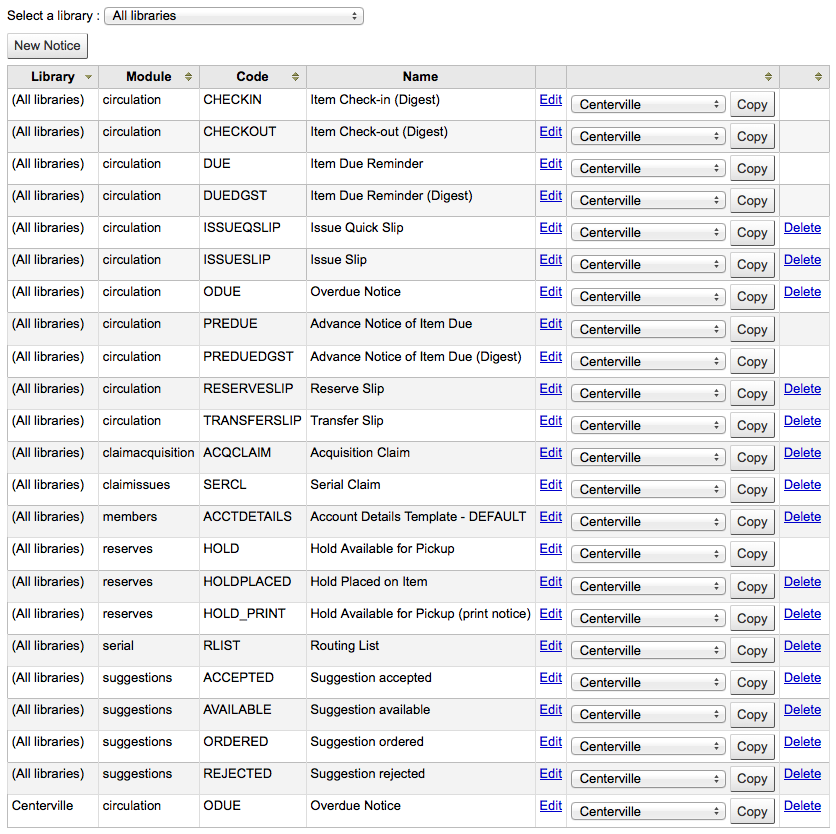 Select a library : All libraries
New Notice
Library Module Code Name
(All libraries) circulation CHECKIN Item Check-in (Digest) Edit Centerville Copy
(All libraries) circulation CHECKOUT Item Check-out (Digest) Edit Centerville Copy
(All libraries) circulation DUE Item Due Reminder Edit Centerville Copy
(All libraries) circulation DUEDGST Item Due Reminder (Digest) Edit Centerville Copy
(All libraries) circulation ISSUEQSLIP Issue Quick Slip Edit Centerville Copy Delete
(All libraries) circulation ISSUESLIP Issue Slip Edit Centerville Copy Delete
(All libraries) circulation ODUE Overdue Notice Edit Centerville Copy Delete
(All libraries) circulation PREDUE Advance Notice of Item Due Edit Centerville Copy
(All libraries) circulation PREDUEDGST Advance Notice of Item Due (Digest) Edit Centerville Copy
(All libraries) circulation RESERVESLIP Reserve Slip Edit Centerville Copy Delete
(All libraries) circulation TRANSFERSLIP Transfer Slip Edit Centerville Copy Delete
(All libraries) claimacquisition ACQCLAIM Acquisition Claim Edit Centerville Copy Delete
(All libraries) claimissues SERCL Serial Claim Edit Centerville Copy Delete
(All libraries) members ACCTDETAILS Account Details Template - DEFAULT Edit Centerville Copy Delete
(All libraries) reserves HOLD Hold Available for Pickup Edit Centerville Copy
(All libraries) reserves HOLDPLACED Hold Placed on Item Edit Centerville Copy Delete
(All libraries) reserves HOLD_PRINT Hold Available for Pickup (print notice) Edit Centerville Copy Delete
(All libraries) serial RLIST Routing List Edit Centerville Copy Delete
(All libraries) suggestions ACCEPTED Suggestion accepted Edit Centerville Copy Delete
(All libraries) suggestions AVAILABLE Suggestion available Edit Centerville Copy Delete
(All libraries) suggestions ORDERED Suggestion ordered Edit Centerville Copy Delete
(All libraries) suggestions REJECTED Suggestion rejected Edit Centerville Copy Delete
Centerville circulation ODUE Overdue Notice Edit Centerville Copy Delete